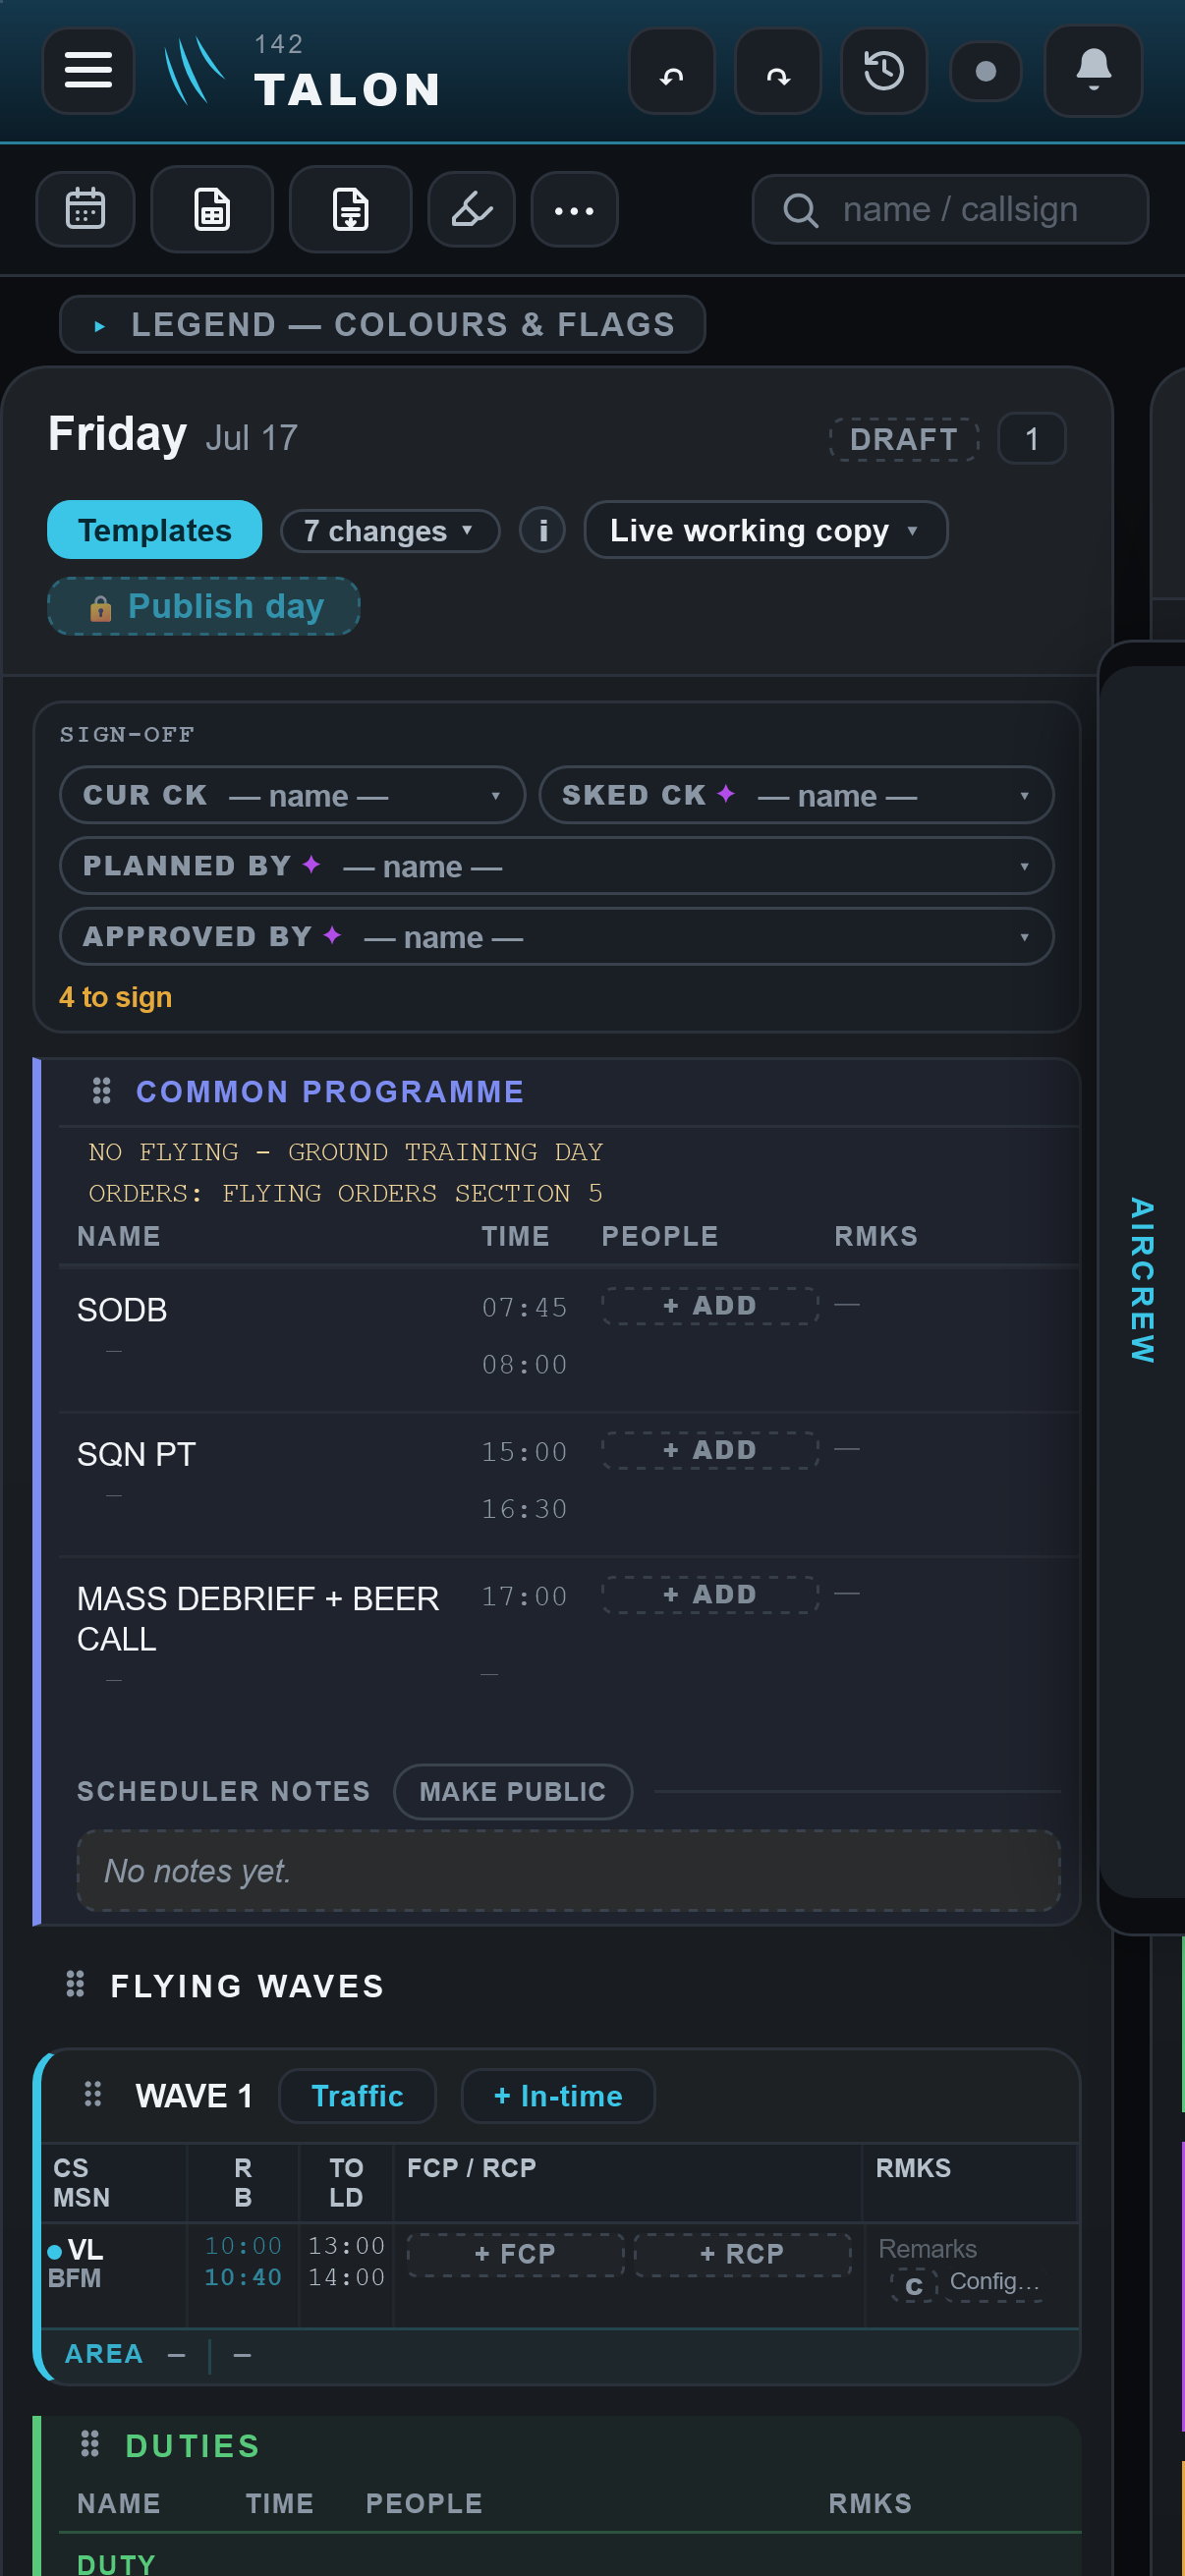 142
TALON
name / callsign
▸ LEGEND — COLOURS & FLAGS
Friday Jul 17 DRAFT 1
Templates 7 changes ▾ i Live working copy ▾
🔒 Publish day
SIGN-OFF
CUR CK — name — ▾ SKED CK ✦ — name — ▾
PLANNED BY ✦ — name — ▾
APPROVED BY ✦ — name — ▾
4 to sign
COMMON PROGRAMME
NO FLYING - GROUND TRAINING DAY
ORDERS: FLYING ORDERS SECTION 5
NAME TIME PEOPLE RMKS
SODB 07:45 + ADD —
— 08:00
SQN PT 15:00 + ADD —
— 16:30
MASS DEBRIEF + BEER 17:00 + ADD —
CALL
— —
SCHEDULER NOTES MAKE PUBLIC
No notes yet.
AIRCREW
FLYING WAVES
WAVE 1 Traffic + In-time
CS R TO FCP / RCP RMKS
MSN B LD
VL 10:00 13:00 + FCP + RCP Remarks
BFM 10:40 14:00 C Config…
AREA — | —
DUTIES
NAME TIME PEOPLE RMKS
DUTY